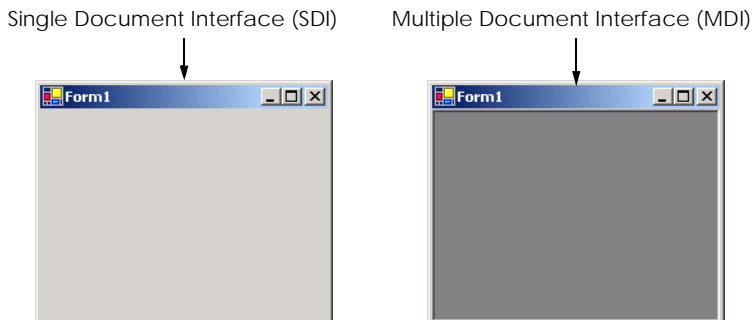 Single Document Interface (SDI)
Multiple Document Interface (MDI)
Form1
Form1